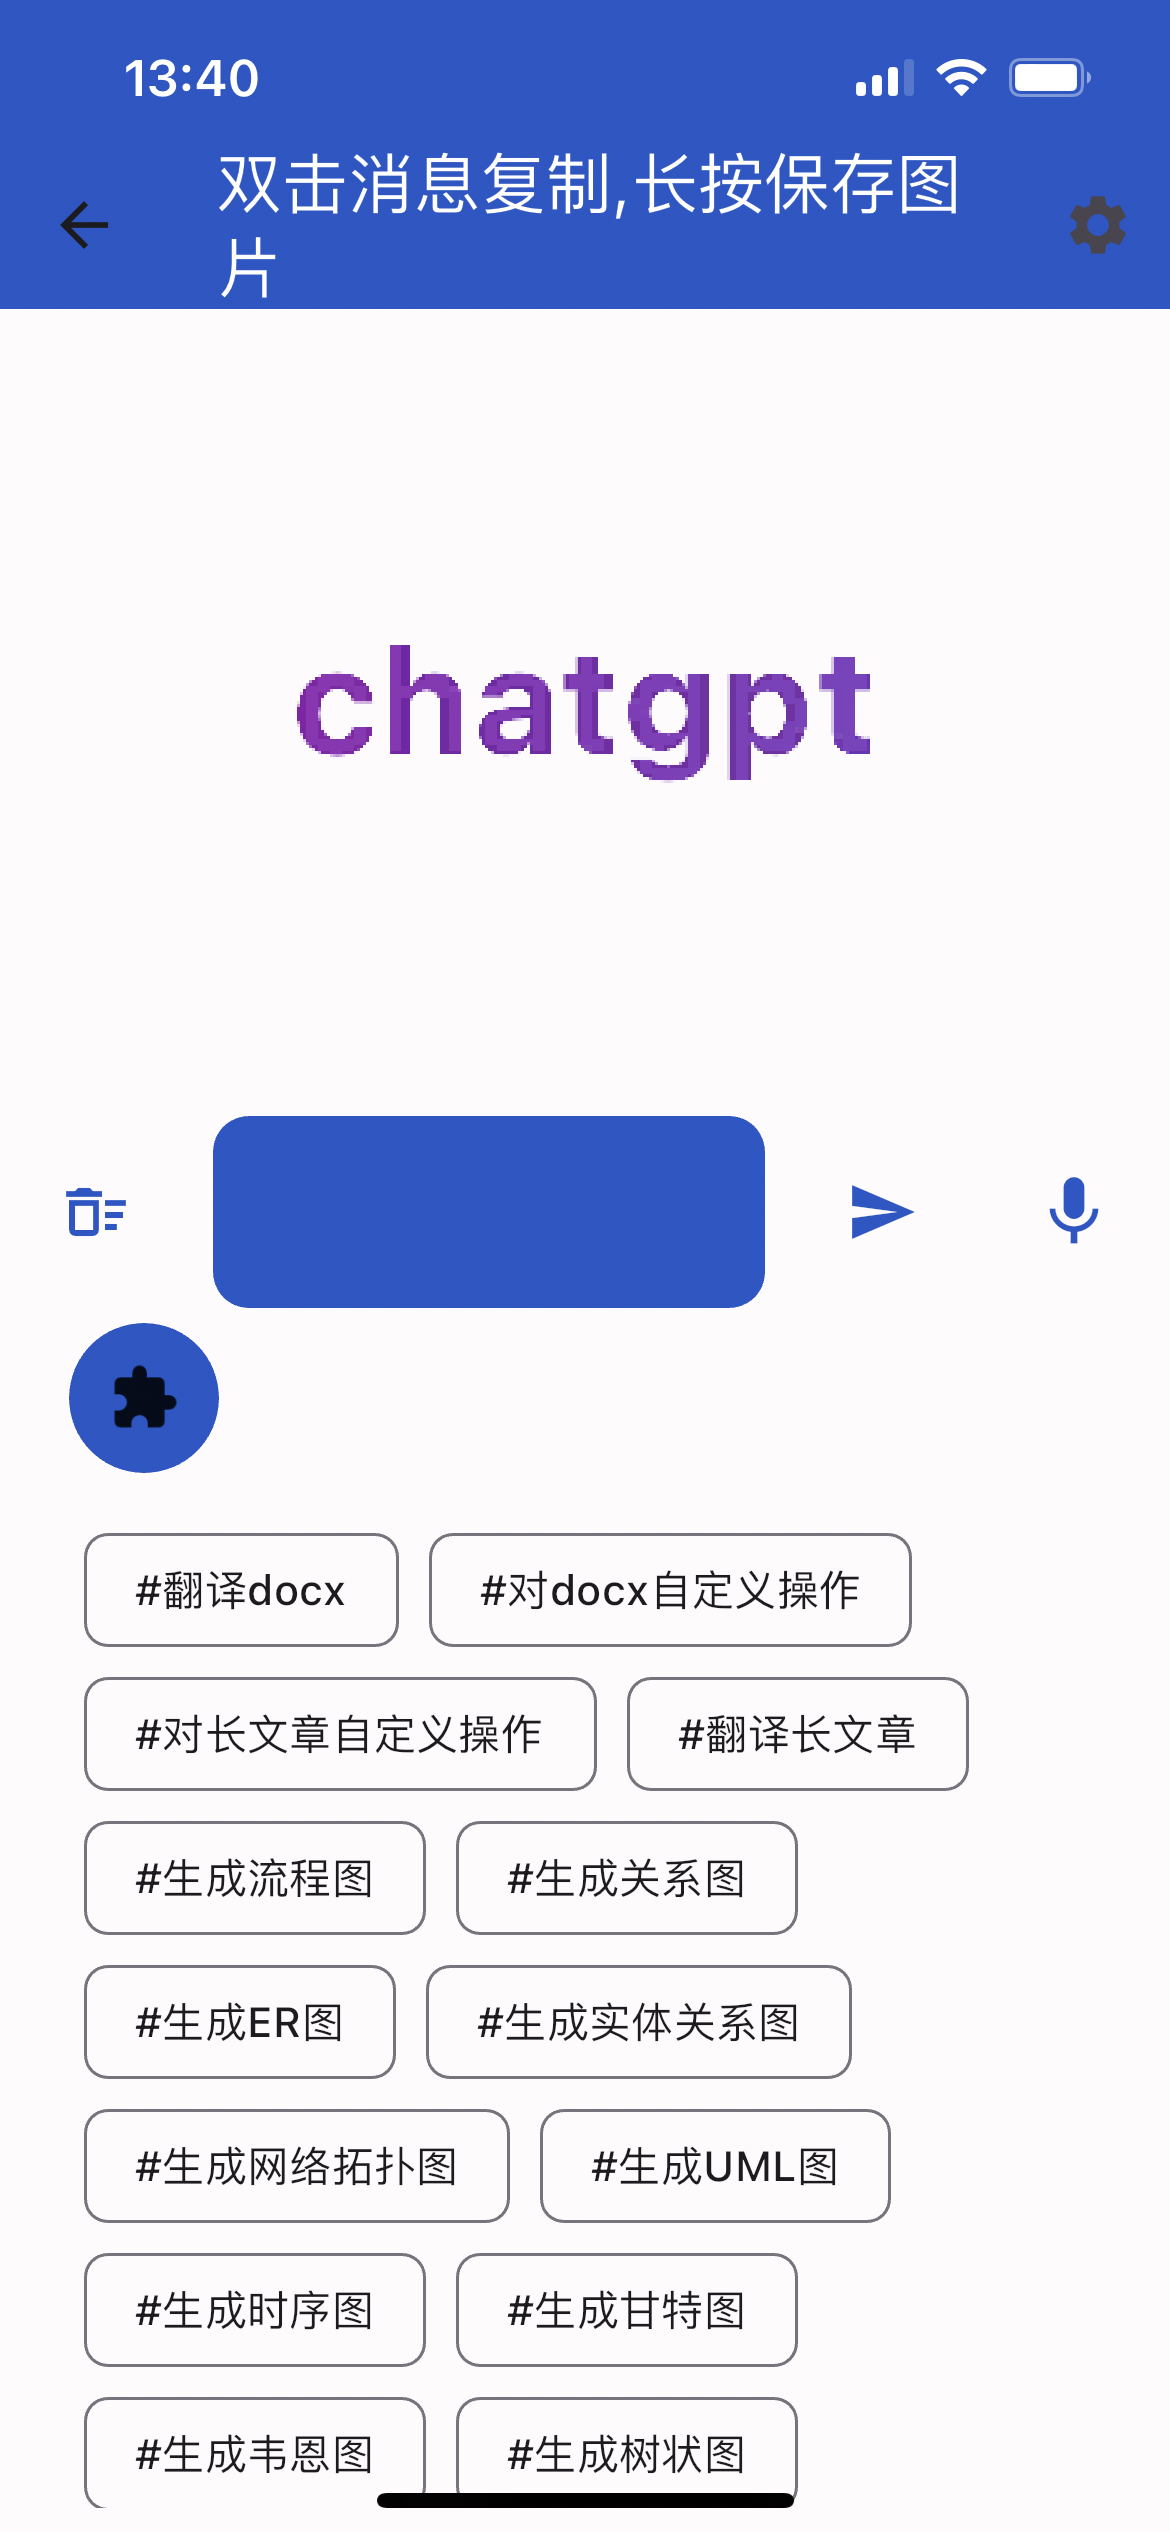 13:40
双击消息复制,长按保存图
片
chatgpt
#翻译docx
#对docx自定义操作
#对长文章自定义操作
#翻译长文章
#生成流程图
#生成关系图
#生成ER图
#生成实体关系图
#生成网络拓扑图
#生成UML图
#生成时序图
#生成甘特图
#生成韦恩图
#生成树状图